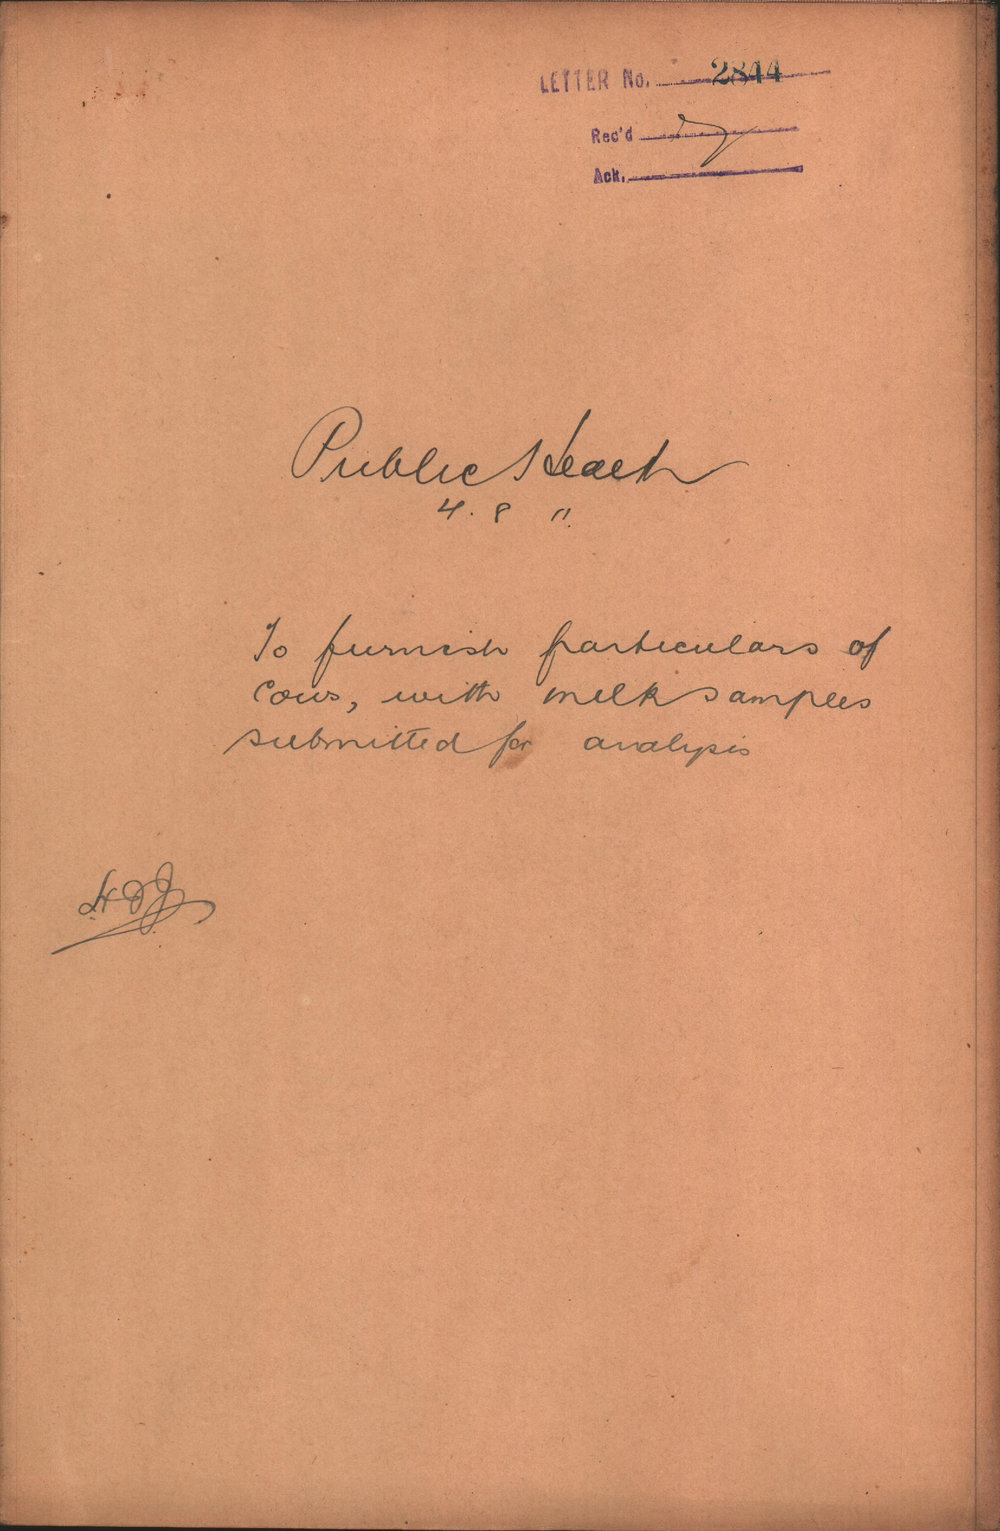 LETTER No. 2844
Rec'd
Ack.
Public Health
4. 8 "
To furnish particulars of
Cows, with milk samples
submitted for analysis